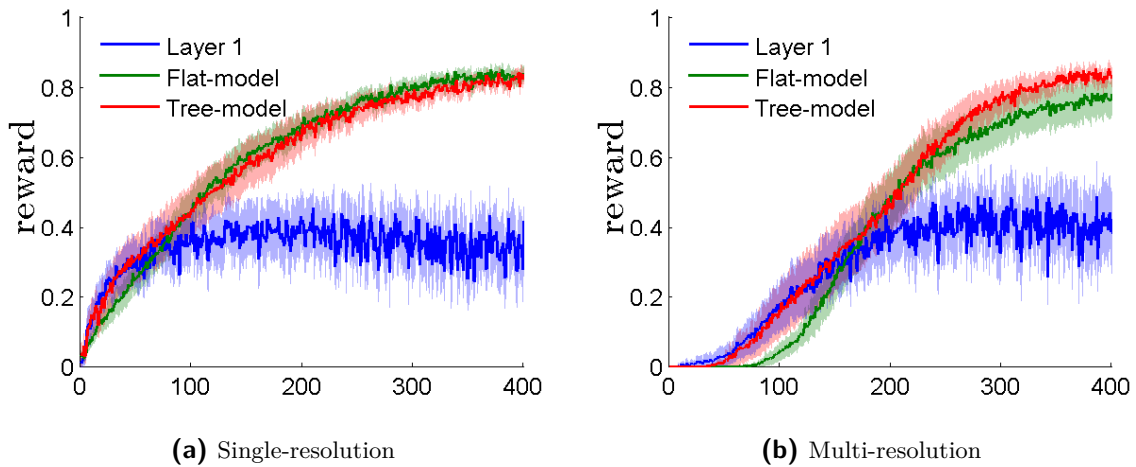 1
0.8
0.6
0.4
0.2
0
reward
Layer 1
Flat-model
Tree-model
0
100
200
300
400
(a) Single-resolution
1
0.8
0.6
0.4
0.2
0
reward
Layer 1
Flat-model
Tree-model
0
100
200
300
400
(b) Multi-resolution